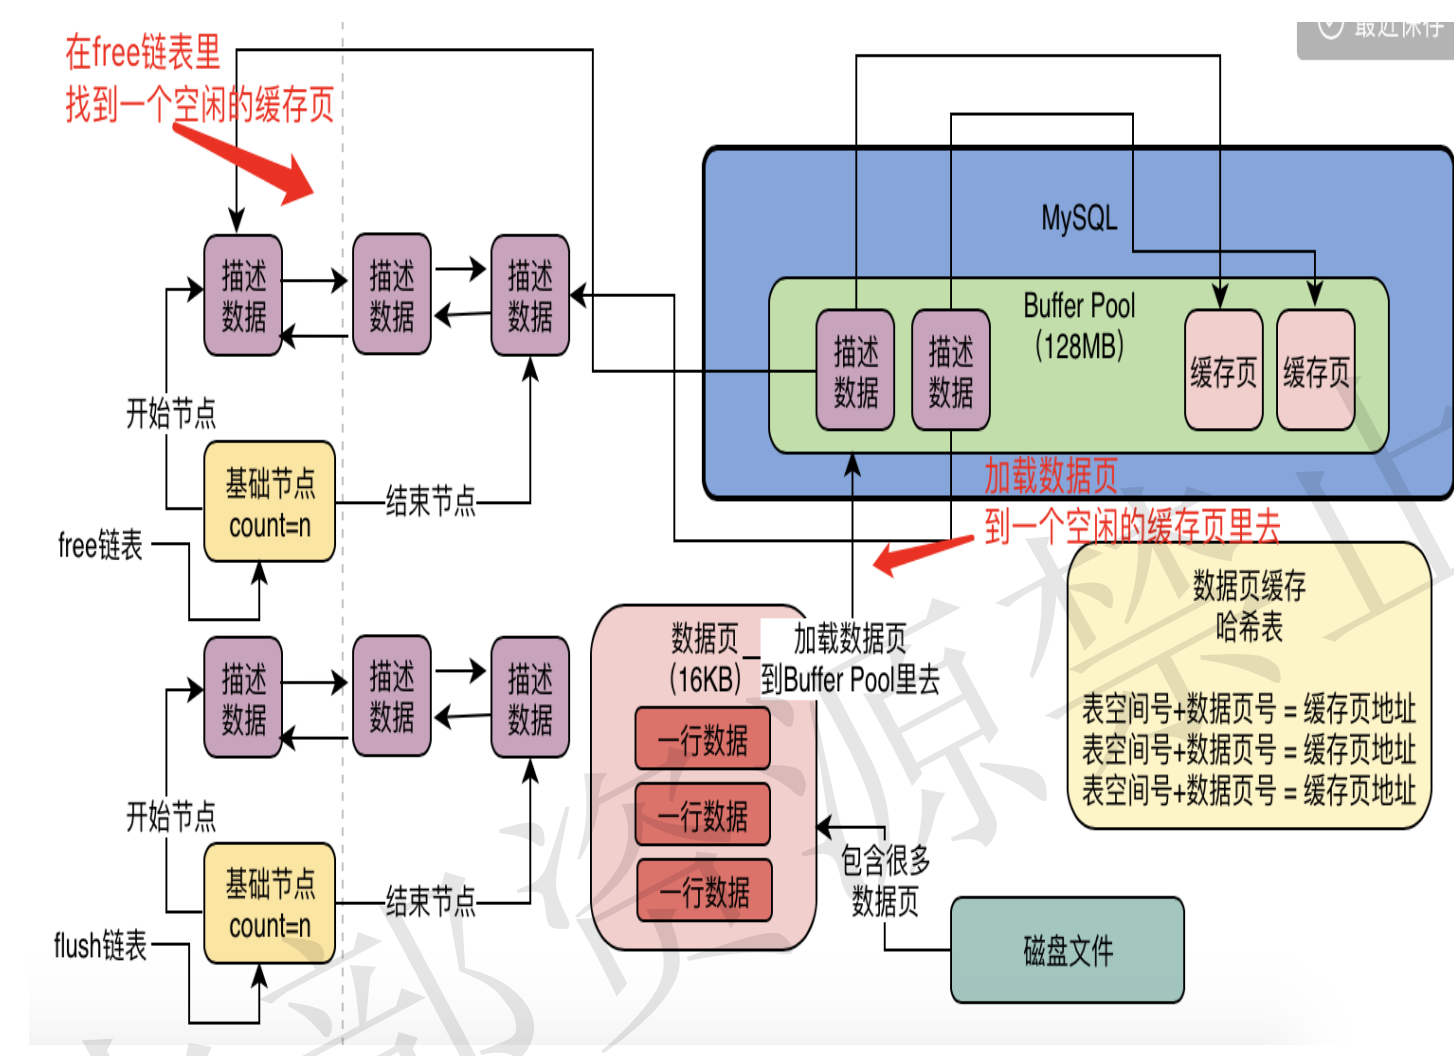 最近保存
在free链表里
找到一个空闲的缓存页
MySQL
Buffer Pool
(128MB)
描述
数据
描述
数据
缓存页
缓存页
描述
数据
描述
数据
描述
数据
开始节点
基础节点
count=n
结束节点
free链表
加载数据页
到一个空闲的缓存页里去
数据页缓存
哈希表
表空间号+数据页号 = 缓存页地址
表空间号+数据页号 = 缓存页地址
表空间号+数据页号 = 缓存页地址
数据页
(16KB)
加载数据页
到Buffer Pool里去
一行数据
一行数据
一行数据
描述
数据
描述
数据
描述
数据
开始节点
基础节点
count=n
结束节点
flush链表
包含很多
数据页
磁盘文件
部资源禁止